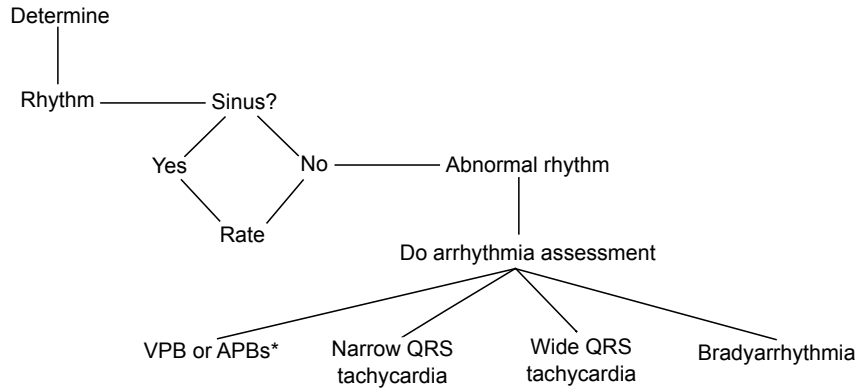 Determine
Rhythm
Sinus?
Yes
No
Abnormal rhythm
Rate
Do arrhythmia assessment
VPB or APBs*
Narrow QRS
tachycardia
Wide QRS
tachycardia
Bradyarrhythmia